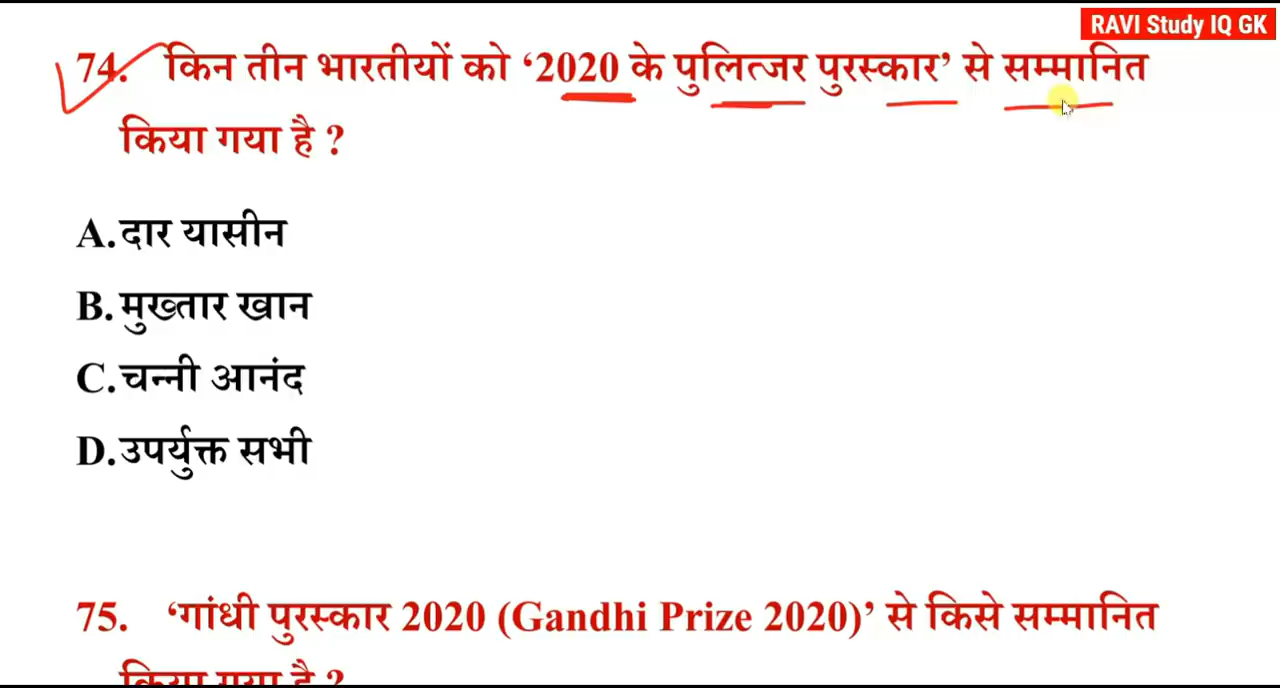 RAVI Study IQ GK
74. किन तीन भारतीयों को ‘2020 के पुलित्जर पुरस्कार’ से सम्मानित
किया गया है ?
A.दार यासीन
B.मुख्तार खान
C.चन्नी आनंद
D.उपर्युक्त सभी
75. ‘गांधी पुरस्कार 2020 (Gandhi Prize 2020)’ से किसे सम्मानित
किया गया है ?